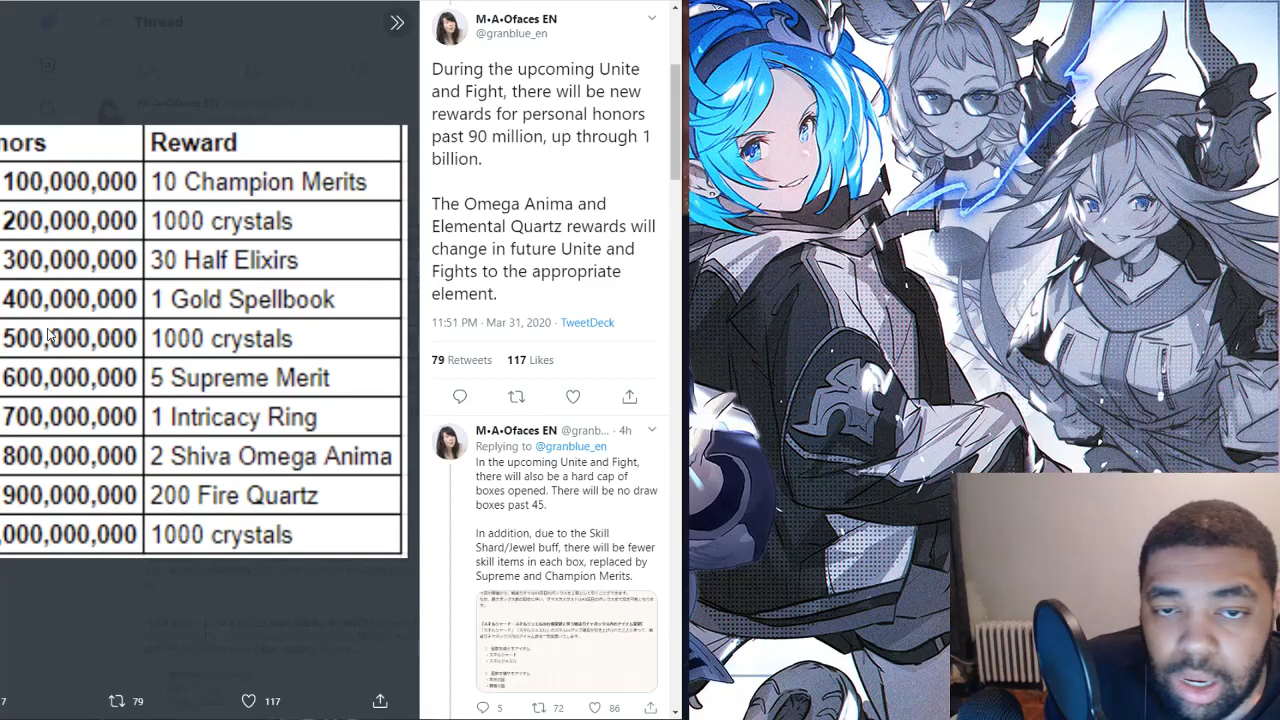 Thread
nors
Reward
100,000,000
10 Champion Merits
200,000,000
1000 crystals
300,000,000
30 Half Elixirs
400,000,000
1 Gold Spellbook
500,000,000
1000 crystals
600,000,000
5 Supreme Merit
700,000,000
1 Intricacy Ring
800,000,000
2 Shiva Omega Anima
900,000,000
200 Fire Quartz
,000,000,000
1000 crystals
7
79
117
M•A•Ofaces EN
@granblue_en
During the upcoming Unite
and Fight, there will be new
rewards for personal honors
past 90 million, up through 1
billion.
The Omega Anima and
Elemental Quartz rewards will
change in future Unite and
Fights to the appropriate
element.
11:51 PM · Mar 31, 2020 · TweetDeck
79 Retweets 117 Likes
M•A•Ofaces EN @granb... · 4h
Replying to @granblue_en
In the upcoming Unite and Fight,
there will also be a hard cap of
boxes opened. There will be no draw
boxes past 45.
In addition, due to the Skill
Shard/Jewel buff, there will be fewer
skill items in each box, replaced by
Supreme and Champion Merits.
5
72
86